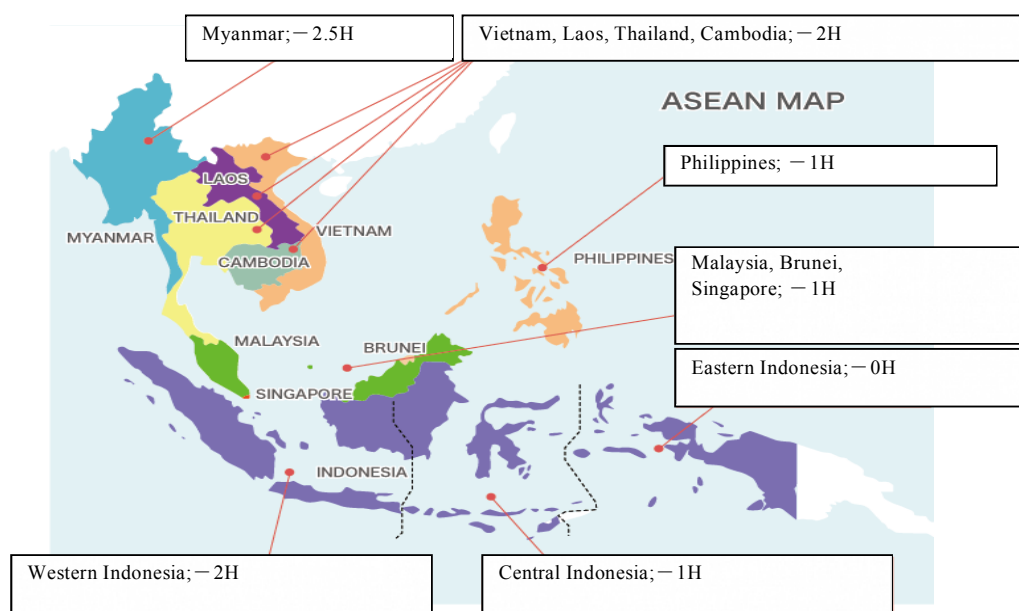 Myanmar;－2.5H
Vietnam, Laos, Thailand, Cambodia;－2H
ASEAN MAP
Philippines; －1H
LAOS
THAILAND
VIETNAM
MYANMAR
CAMBODIA
PHILIPPINES
Malaysia, Brunei,
Singapore; －1H
MALAYSIA
BRUNEI
Eastern Indonesia;－0H
SINGAPORE
INDONESIA
Western Indonesia;－2H
Central Indonesia;－1H